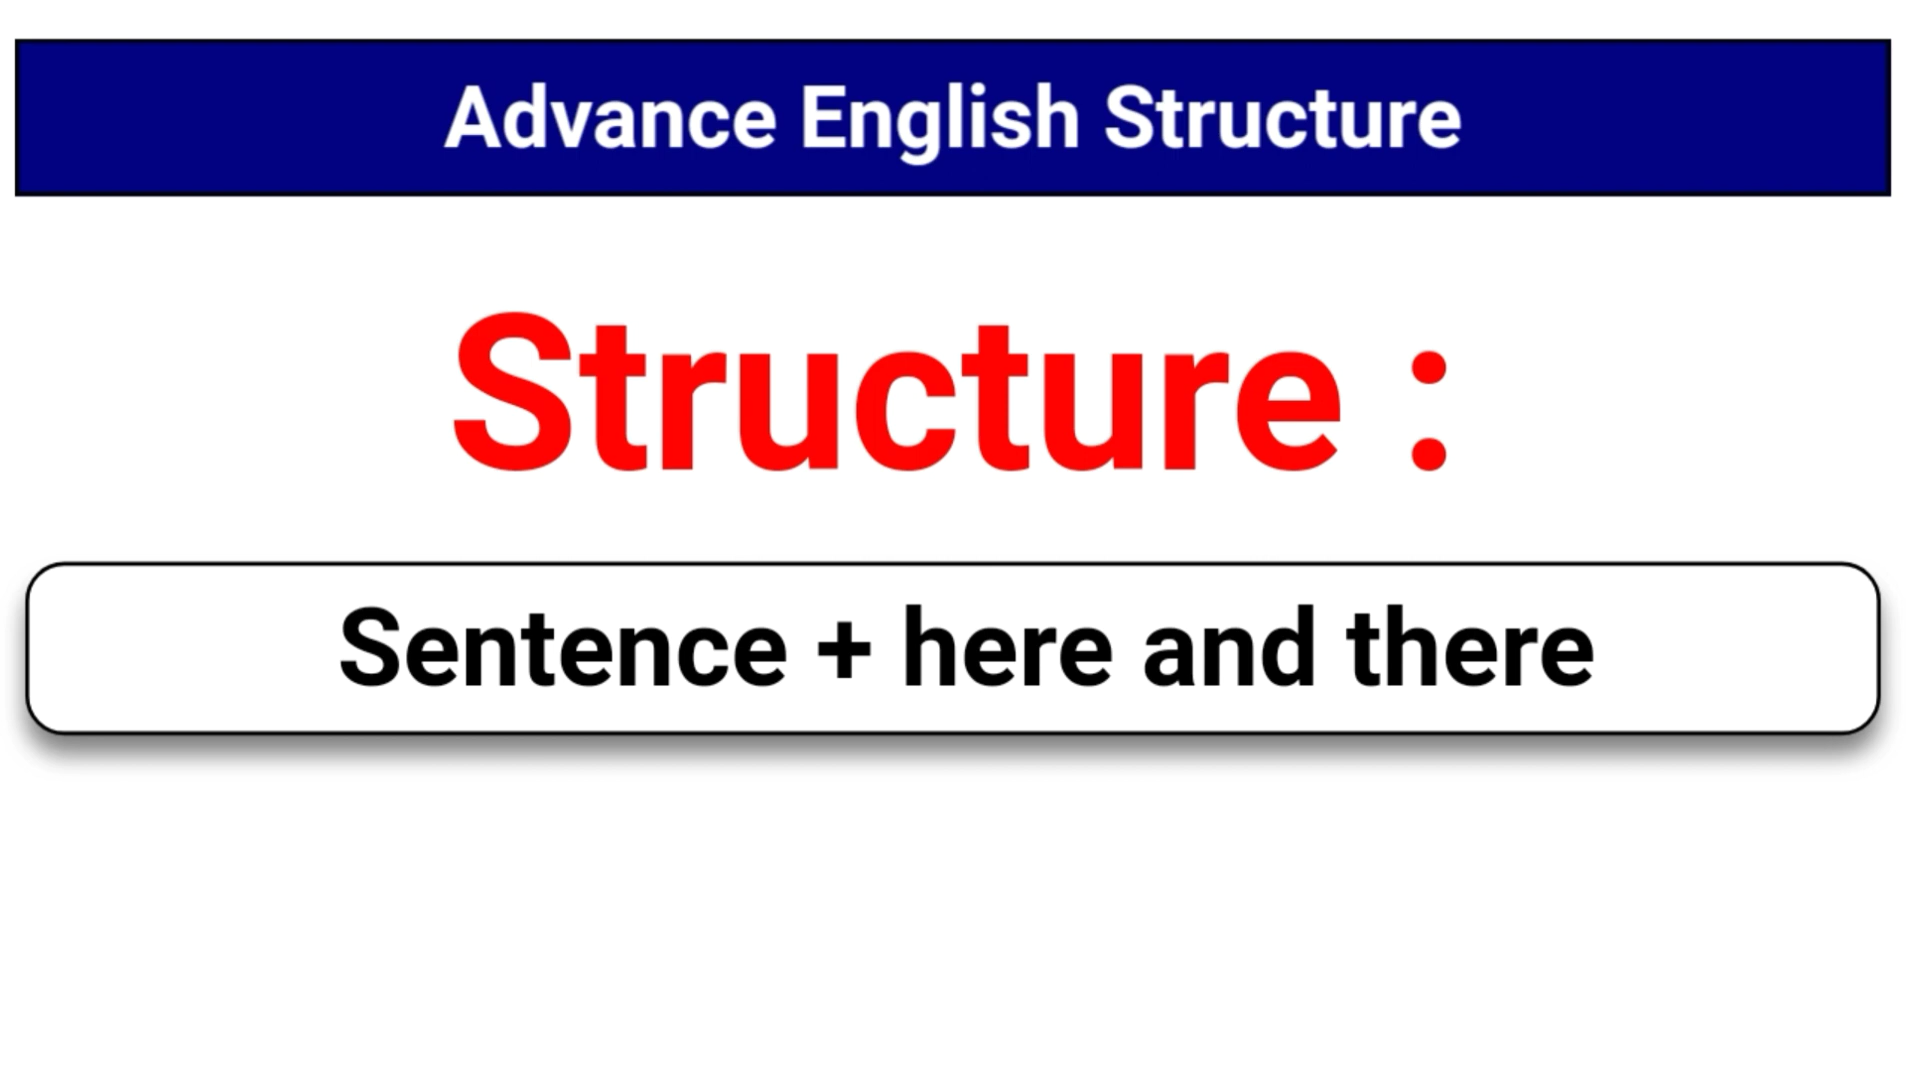 Advance English Structure
Structure :
Sentence + here and there